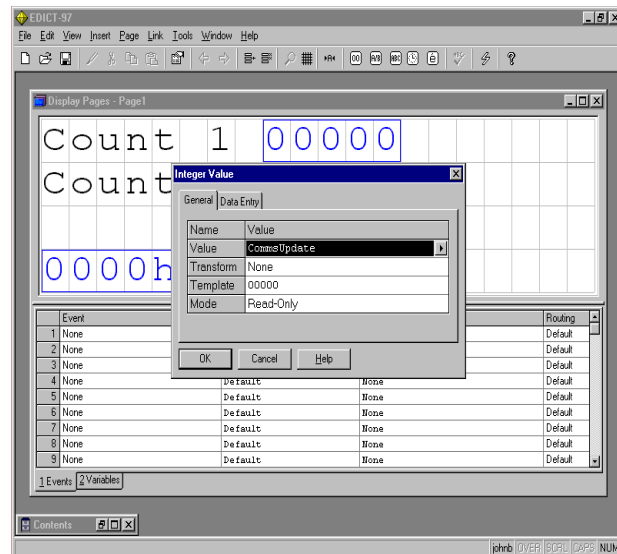 EDICT-97
File Edit View Insert Page Link Tools Window Help
Display Pages - Page1
Count 1 00000
Count
0000h
Integer Value
General Data Entry
Name Value
Value CommsUpdate
Transform None
Template 00000
Mode Read-Only
OK Cancel Help
Event Routing
1 None Default
2 None Default
3 None Default
4 None Default None Default
5 None Default None Default
6 None Default None Default
7 None Default None Default
8 None Default None Default
9 None Default None Default
1 Events 2 Variables
Contents
johnb OVER SCRL CAPS NUM